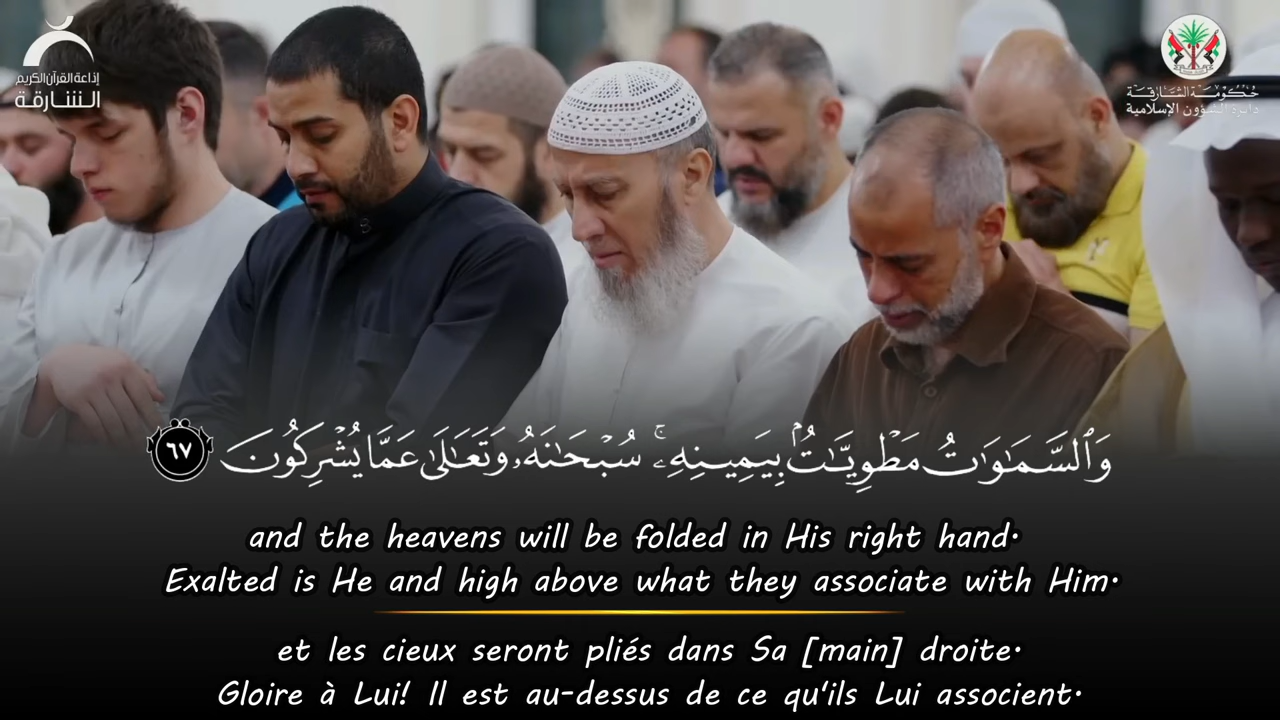 إذاعة القرآن الكريم
الشارقة
حكومة الشارقة
دائرة الشؤون الإسلامية
وَٱلسَّمَٰوَٰتُ مَطْوِيَّٰتُۢ بِيَمِينِهِۦۚ سُبْحَٰنَهُۥ وَتَعَٰلَىٰ عَمَّا يُشْرِكُونَ ٦٧
and the heavens will be folded in His right hand.
Exalted is He and high above what they associate with Him.
et les cieux seront pliés dans Sa [main] droite.
Gloire à Lui! Il est au-dessus de ce qu'ils Lui associent.